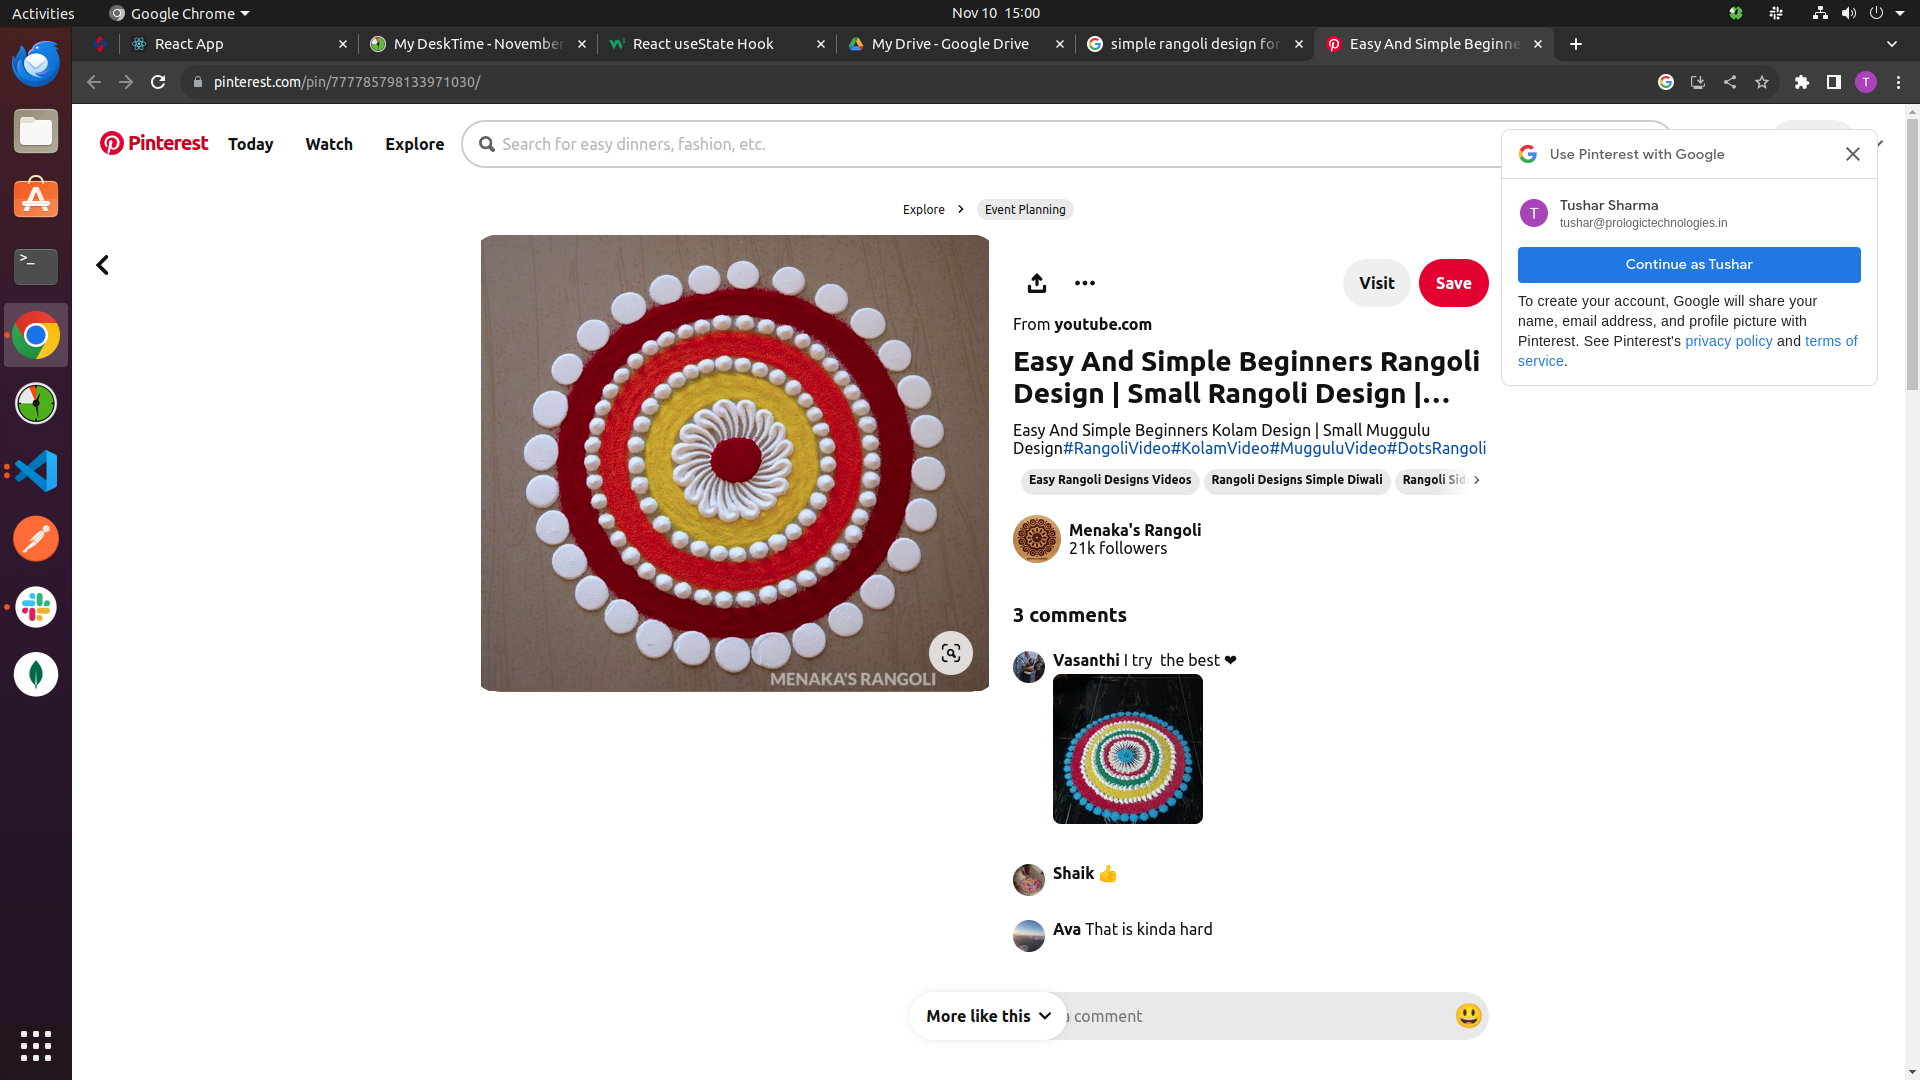 Activities
Google Chrome
Nov 10 15:00
React App
My DeskTime - November
React useState Hook
My Drive - Google Drive
simple rangoli design for
Easy And Simple Beginne
pinterest.com/pin/777785798133971030/
T
Pinterest
Today
Watch
Explore
Search for easy dinners, fashion, etc.
Use Pinterest with Google
T
Tushar Sharma
tushar@prologictechnologies.in
Continue as Tushar
To create your account, Google will share your
name, email address, and profile picture with
Pinterest. See Pinterest's privacy policy and terms of
service.
Explore
Event Planning
MENAKA'S RANGOLI
Visit
Save
From youtube.com
Easy And Simple Beginners Rangoli
Design | Small Rangoli Design |...
Easy And Simple Beginners Kolam Design | Small Muggulu
Design#RangoliVideo#KolamVideo#MugguluVideo#DotsRangoli
Easy Rangoli Designs Videos
Rangoli Designs Simple Diwali
Rangoli Sid
Menaka's Rangoli
21k followers
3 comments
Vasanthi I try the best ❤
Shaik 👍
Ava That is kinda hard
More like this
a comment